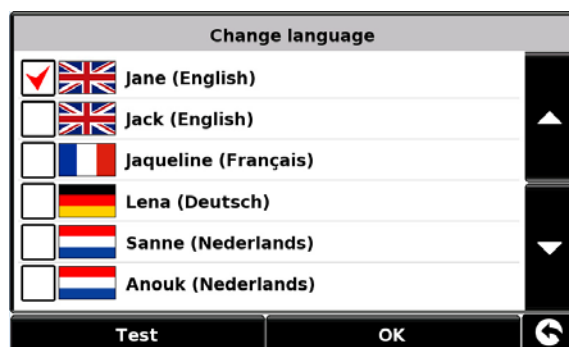 Change language
Jane (English)
Jack (English)
Jaqueline (Français)
Lena (Deutsch)
Sanne (Nederlands)
Anouk (Nederlands)
Test OK